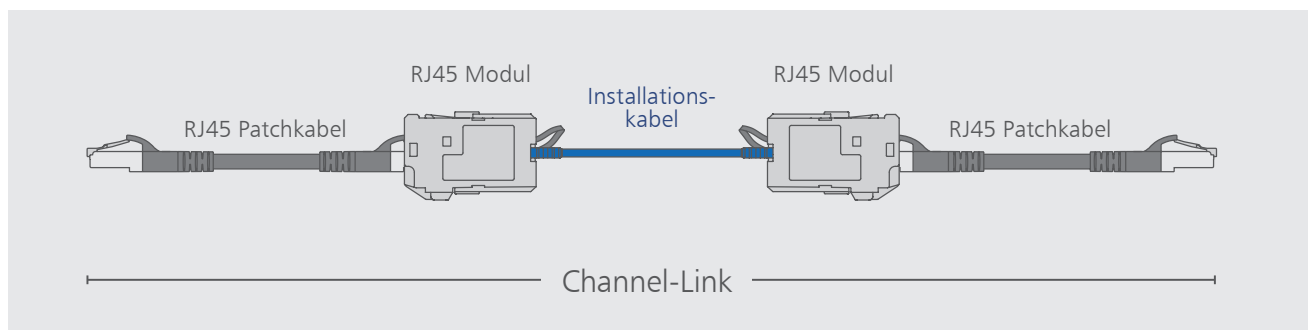 RJ45 Modul
RJ45 Modul
Installations-
kabel
RJ45 Patchkabel
RJ45 Patchkabel
Channel-Link